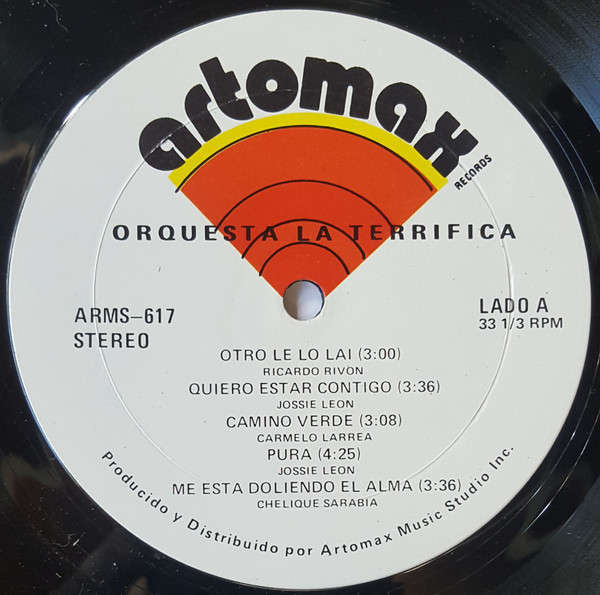 artomax
RECORDS
ORQUESTA LA TERRIFICA
ARMS-617
STEREO
LADO A
33 1/3 RPM
OTRO LE LO LAI (3:00)
RICARDO RIVON
QUIERO ESTAR CONTIGO (3:36)
JOSSIE LEON
CAMINO VERDE (3:08)
CARMELO LARREA
PURA (4:25)
JOSSIE LEON
ME ESTA DOLIENDO EL ALMA (3:36)
CHELIQUE SARABIA
Producido y Distribuido por Artomax Music Studio Inc.